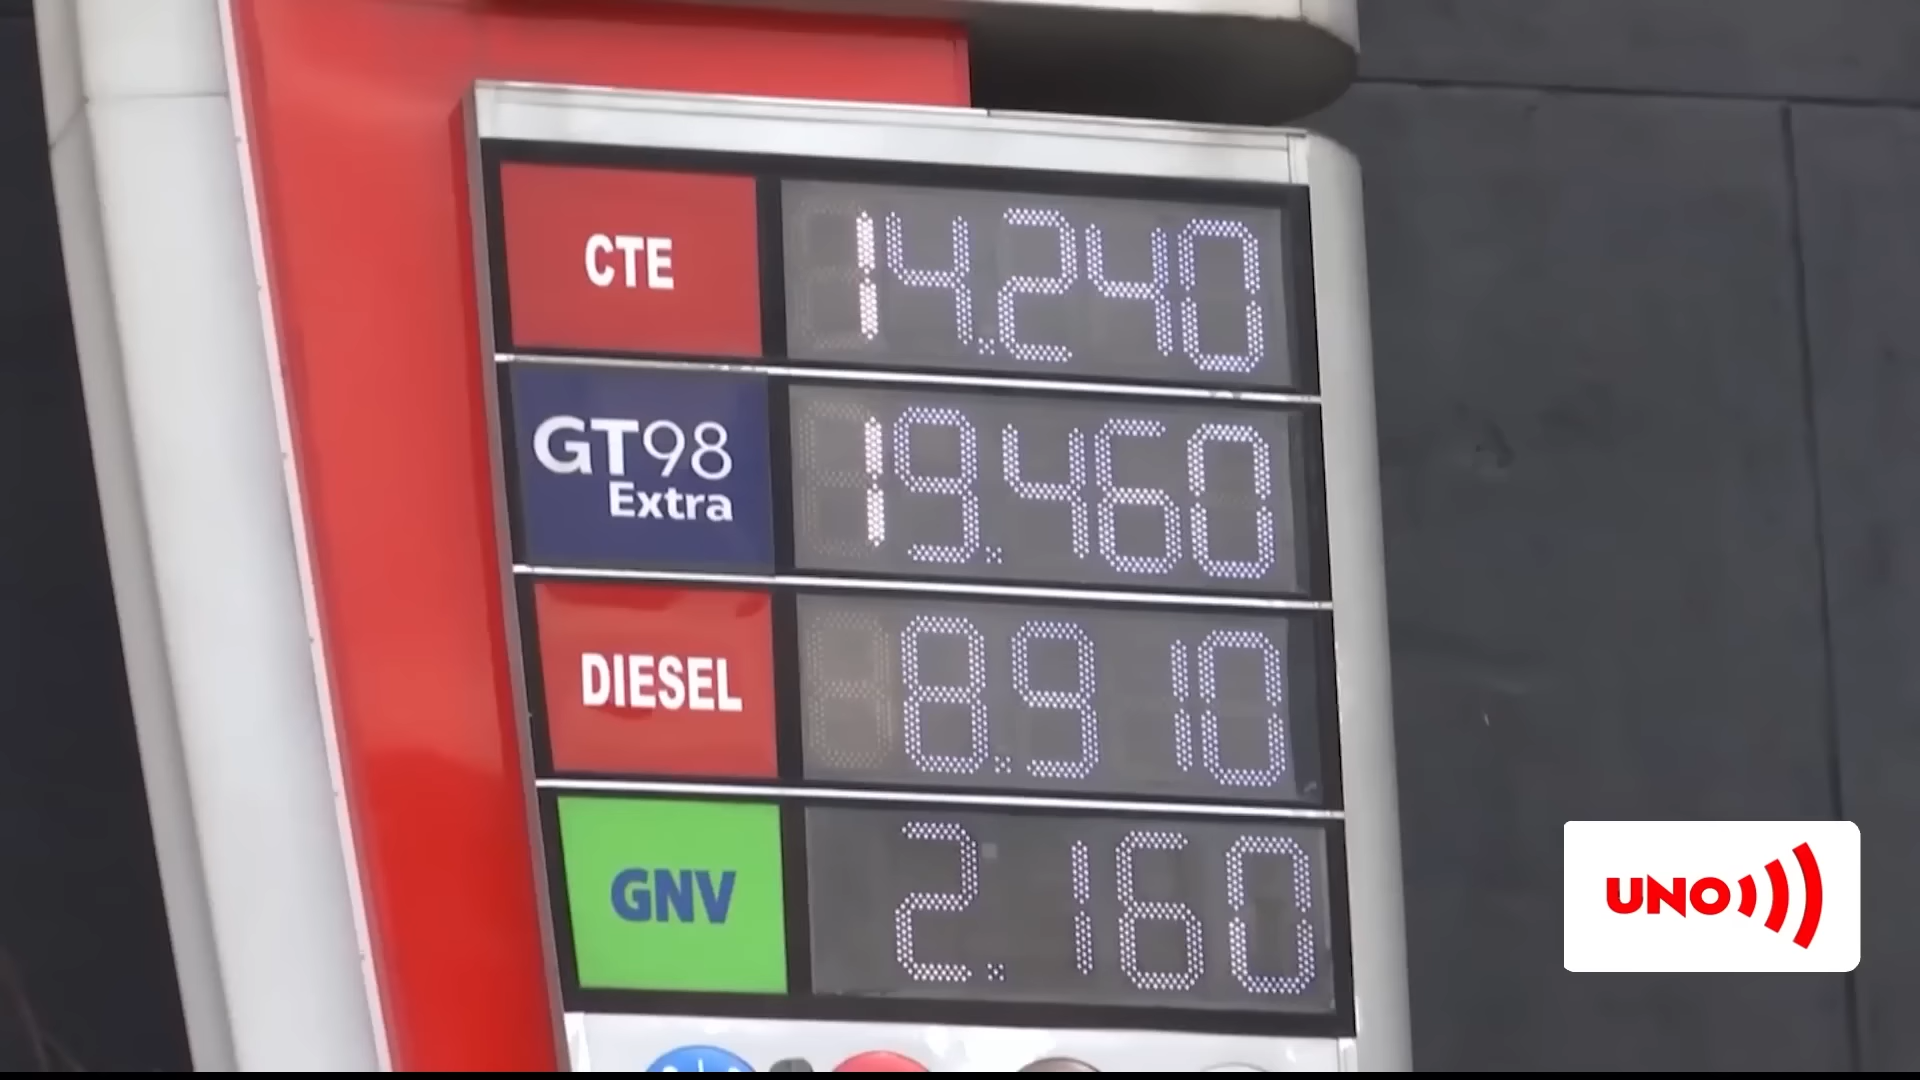 CTE 14.240
GT98 Extra 19.460
DIESEL 8.910
GNV 2.160
UNO